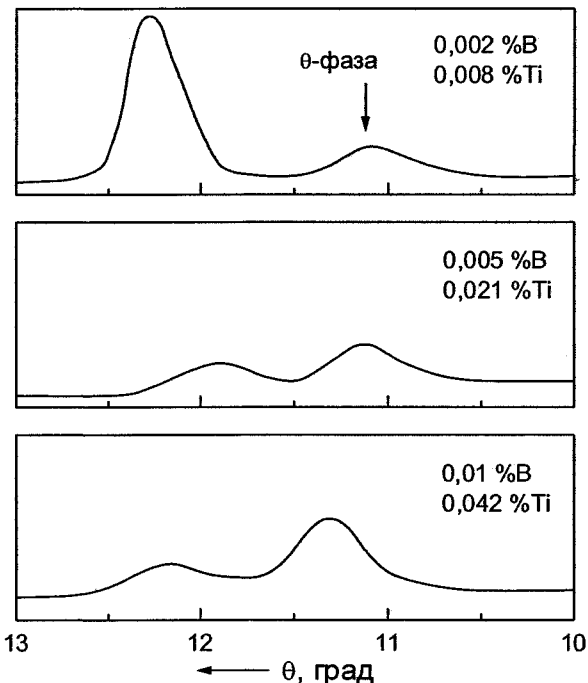 0,002 %B
0,008 %Ti
θ-фаза
0,005 %B
0,021 %Ti
0,01 %B
0,042 %Ti
13 12 11 10
θ, град